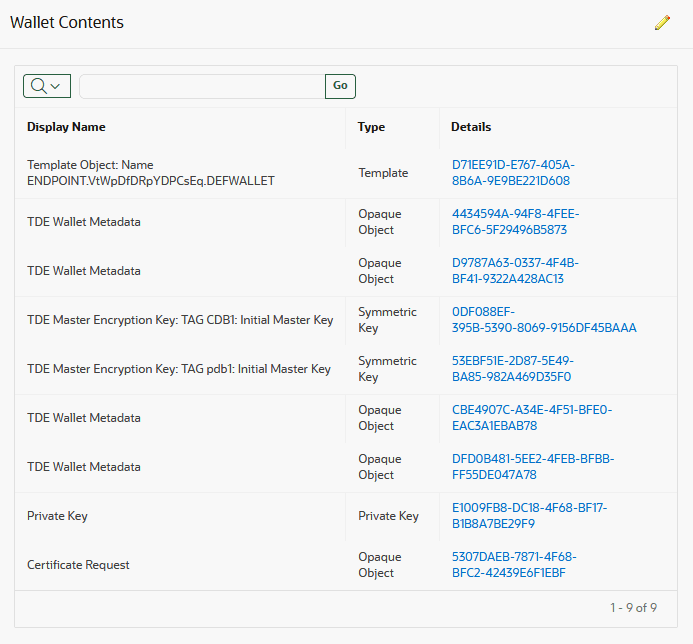 Wallet Contents
Go
Display Name Type Details
Template Object: Name
ENDPOINT.VtWpDfDRpYDPCsEq.DEFWALLET
Template
D71EE91D-E767-405A-
8B6A-9E9BE221D608
TDE Wallet Metadata
Opaque
Object
4434594A-94F8-4FEE-
BFC6-5F29496B5873
TDE Wallet Metadata
Opaque
Object
D9787A63-0337-4F4B-
BF41-9322A428AC13
TDE Master Encryption Key: TAG CDB1: Initial Master Key
Symmetric
Key
0DF088EF-
395B-5390-8069-9156DF45BAAA
TDE Master Encryption Key: TAG pdb1: Initial Master Key
Symmetric
Key
53EBF51E-2D87-5E49-
BA85-982A469D35F0
TDE Wallet Metadata
Opaque
Object
CBE4907C-A34E-4F51-BFE0-
EAC3A1EBAB78
TDE Wallet Metadata
Opaque
Object
DFD0B481-5EE2-4FEB-BFBB-
FF55DE047A78
Private Key
Private Key
E1009FB8-DC18-4F68-BF17-
B1B8A7BE29F9
Certificate Request
Opaque
Object
5307DAEB-7871-4F68-
BFC2-42439E6F1EBF
1 - 9 of 9